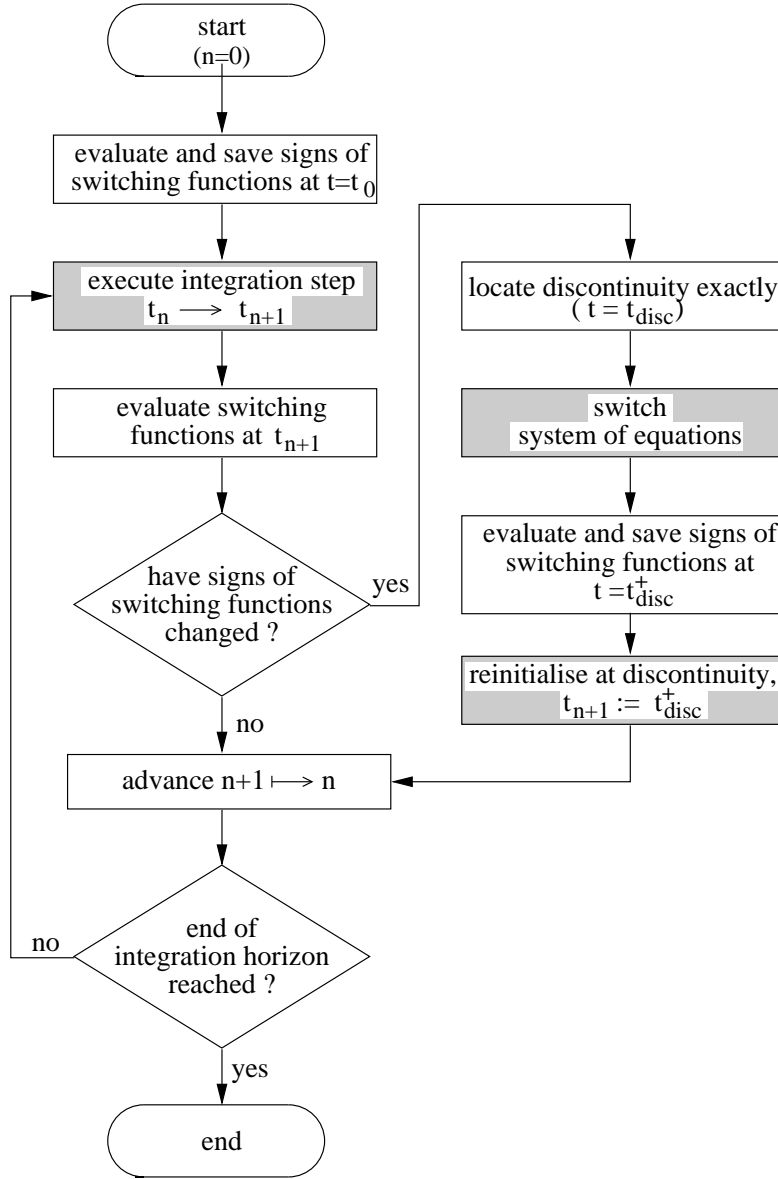 start
(n=0)
evaluate and save signs of
switching functions at t=t₀
execute integration step
tₙ ⟶ tₙ₊₁
evaluate switching
functions at tₙ₊₁
have signs of
switching functions
changed ?
yes
no
locate discontinuity exactly
( t = t_disc)
switch
system of equations
evaluate and save signs of
switching functions at
t =t_disc^+
reinitialise at discontinuity,
tₙ₊₁ := t_disc^+
advance n+1 ⟼ n
end of
integration horizon
reached ?
no
yes
end